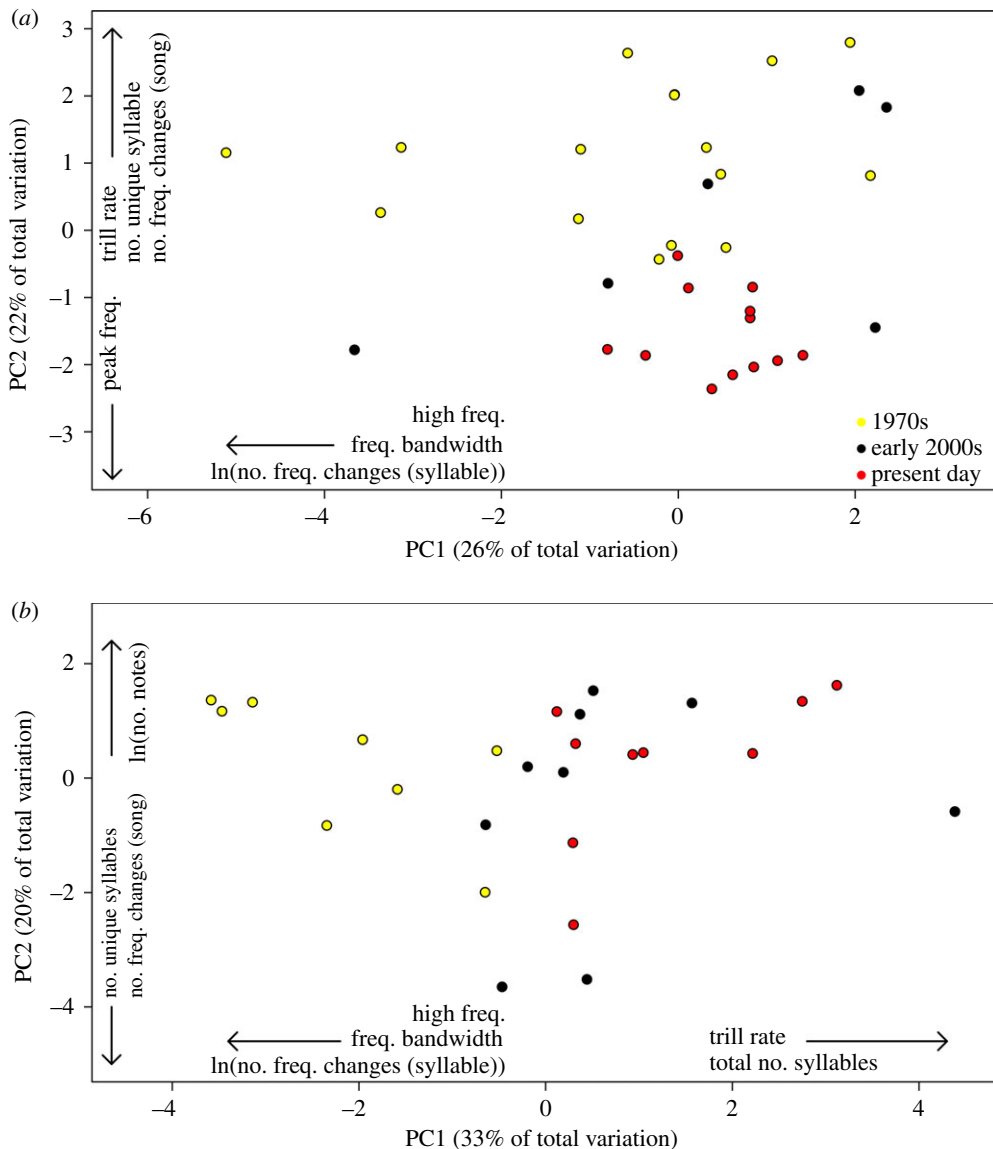 (a)
3
2
1
0
–1
–2
–3
PC2 (22% of total variation)
peak freq.
trill rate
no. unique syllable
no. freq. changes (song)
high freq.
freq. bandwidth
ln(no. freq. changes (syllable))
1970s
early 2000s
present day
–6 –4 –2 0 2
PC1 (26% of total variation)
(b)
2
0
–2
–4
PC2 (20% of total variation)
ln(no. notes)
no. unique syllables
no. freq. changes (song)
high freq.
freq. bandwidth
ln(no. freq. changes (syllable))
trill rate
total no. syllables
–4 –2 0 2 4
PC1 (33% of total variation)